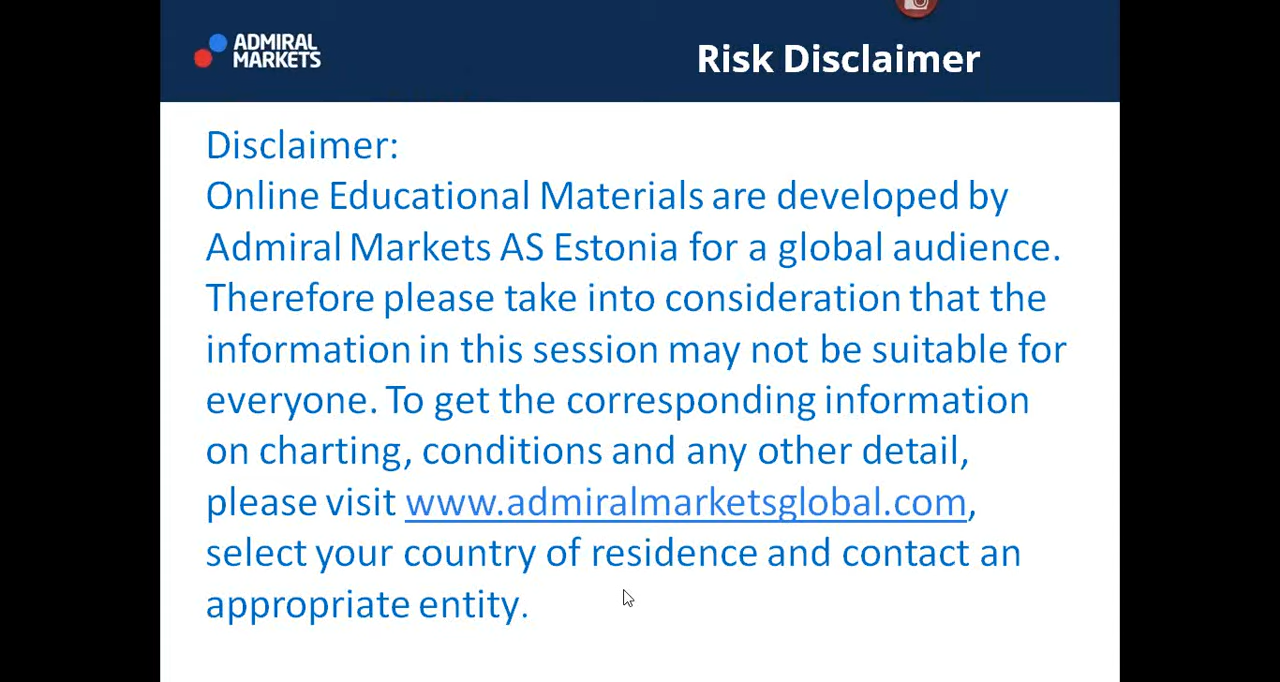 ADMIRAL
MARKETS
Risk Disclaimer
Disclaimer:
Online Educational Materials are developed by
Admiral Markets AS Estonia for a global audience.
Therefore please take into consideration that the
information in this session may not be suitable for
everyone. To get the corresponding information
on charting, conditions and any other detail,
please visit www.admiralmarketsglobal.com,
select your country of residence and contact an
appropriate entity.